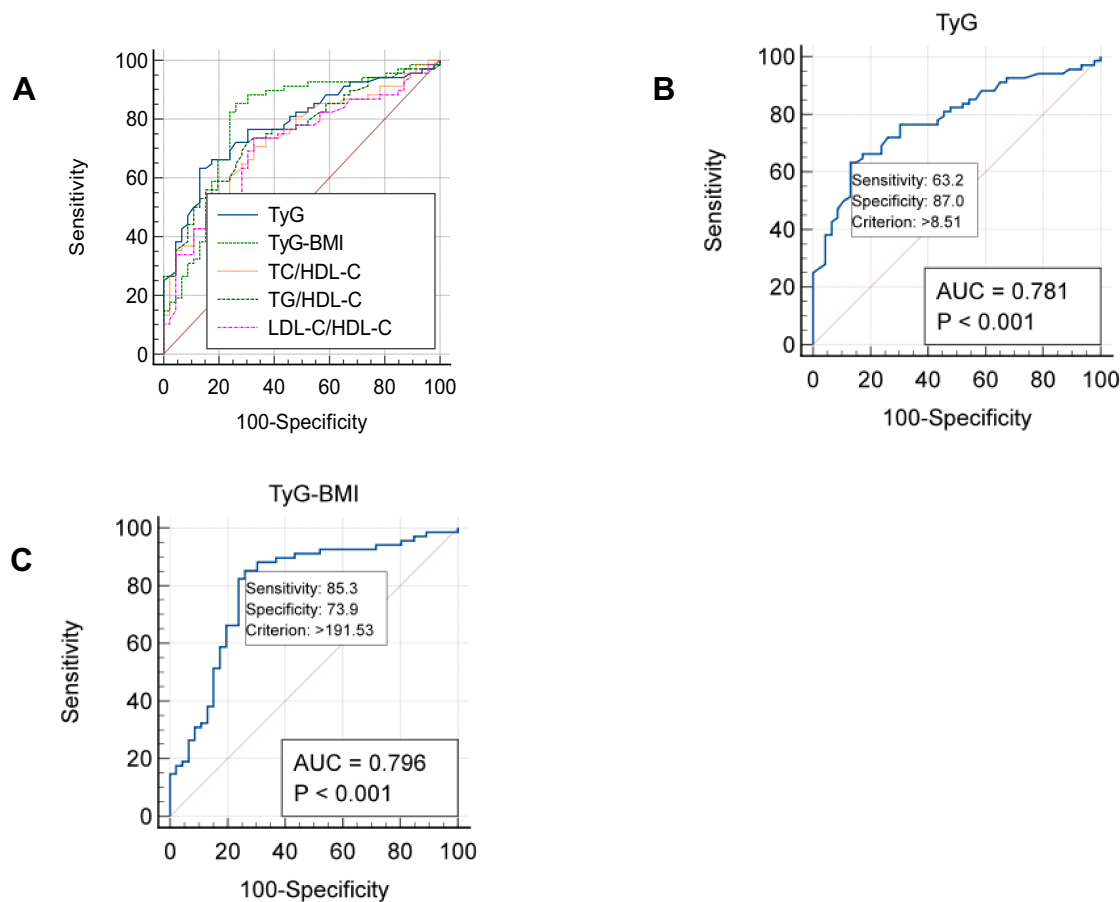 A
100
80
60
40
20
0
Sensitivity
TyG
TyG-BMI
TC/HDL-C
TG/HDL-C
LDL-C/HDL-C
0 20 40 60 80 100
100-Specificity
B
TyG
100
80
60
40
20
0
Sensitivity
Sensitivity: 63.2
Specificity: 87.0
Criterion: >8.51
AUC = 0.781
P < 0.001
0 20 40 60 80 100
100-Specificity
C
TyG-BMI
100
80
60
40
20
0
Sensitivity
Sensitivity: 85.3
Specificity: 73.9
Criterion: >191.53
AUC = 0.796
P < 0.001
0 20 40 60 80 100
100-Specificity